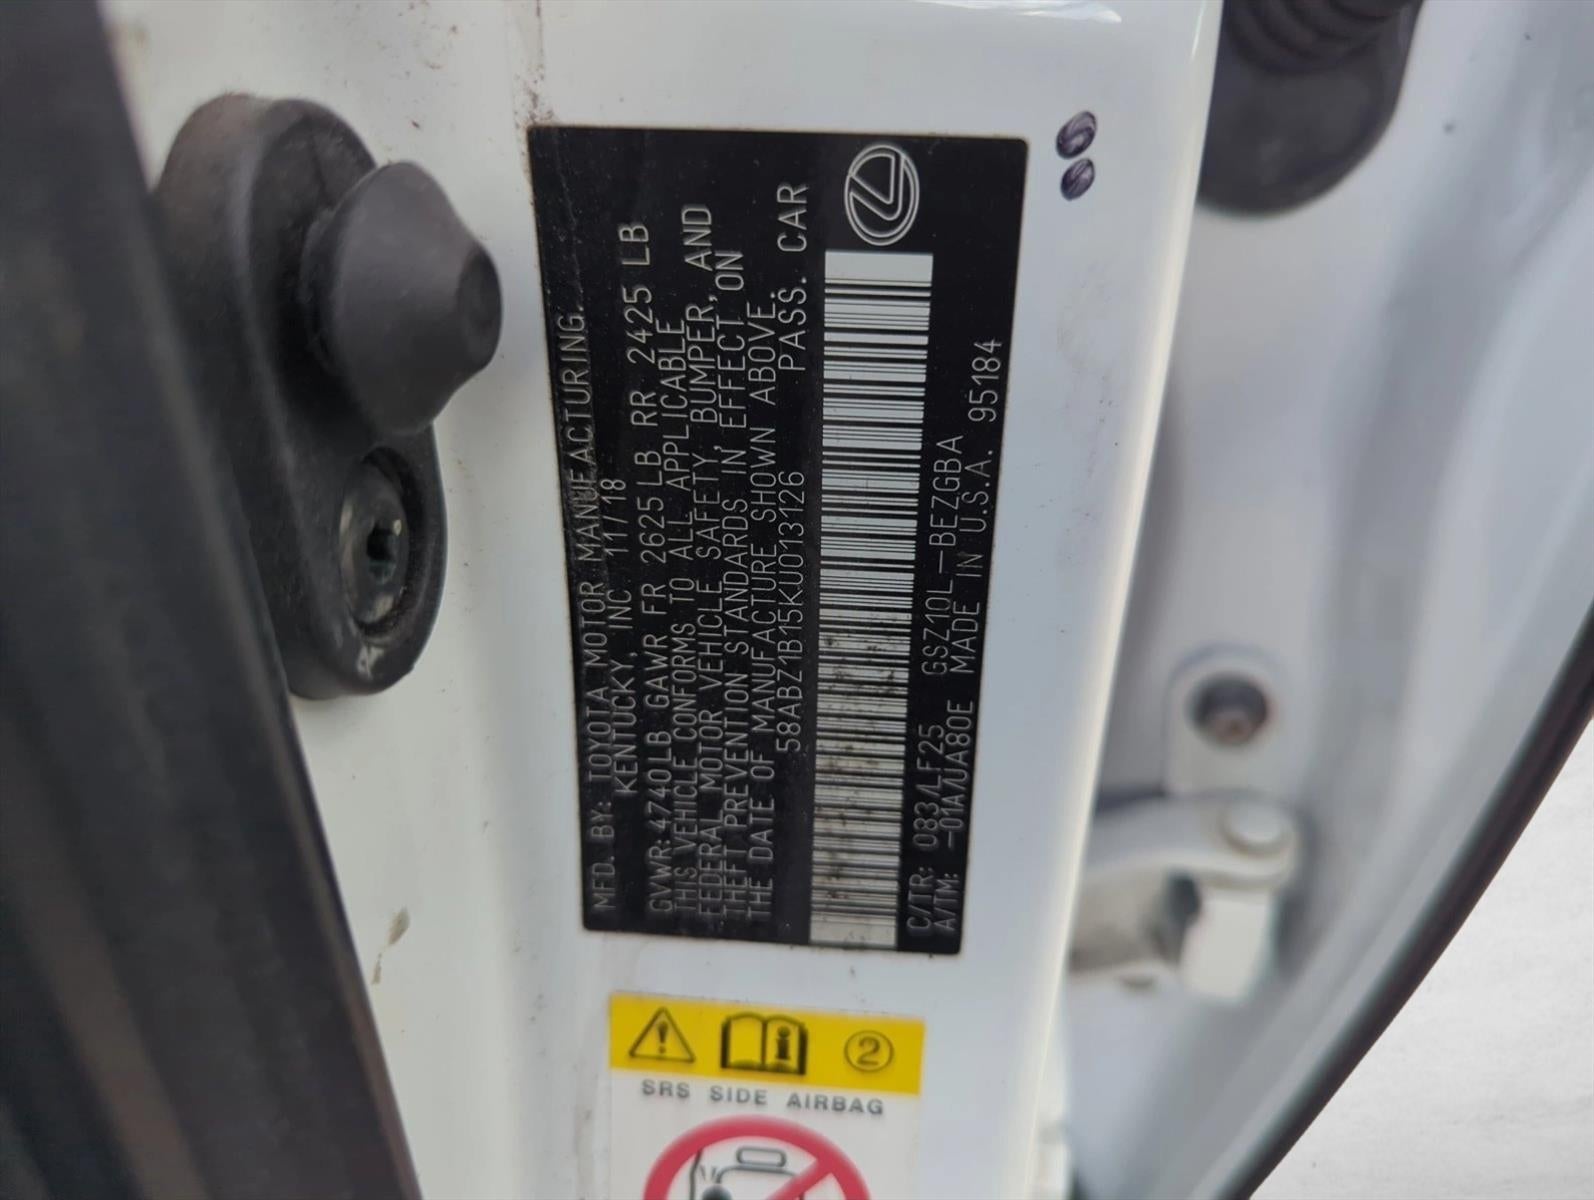 MFD. BY: TOYOTA MOTOR MANUFACTURING.
KENTUCKY, INC 11/18
GVWR: 4740LB GAWR FR 2625LB RR 2425 LB
THIS VEHICLE CONFORMS TO ALL APPLICABLE
FEDERAL MOTOR VEHICLE SAFETY, BUMPER, AND
THEFT PREVENTION STANDARDS IN EFFECT ON
THE DATE OF MANUFACTURE SHOWN ABOVE.
58ABZ1B15KU013126 PASS. CAR
C/TR: 083/LF25 GSZ10L-BEZGBA
A/TM: -01A/UA80E MADE IN U.S.A. 95184
2
SRS SIDE AIRBAG